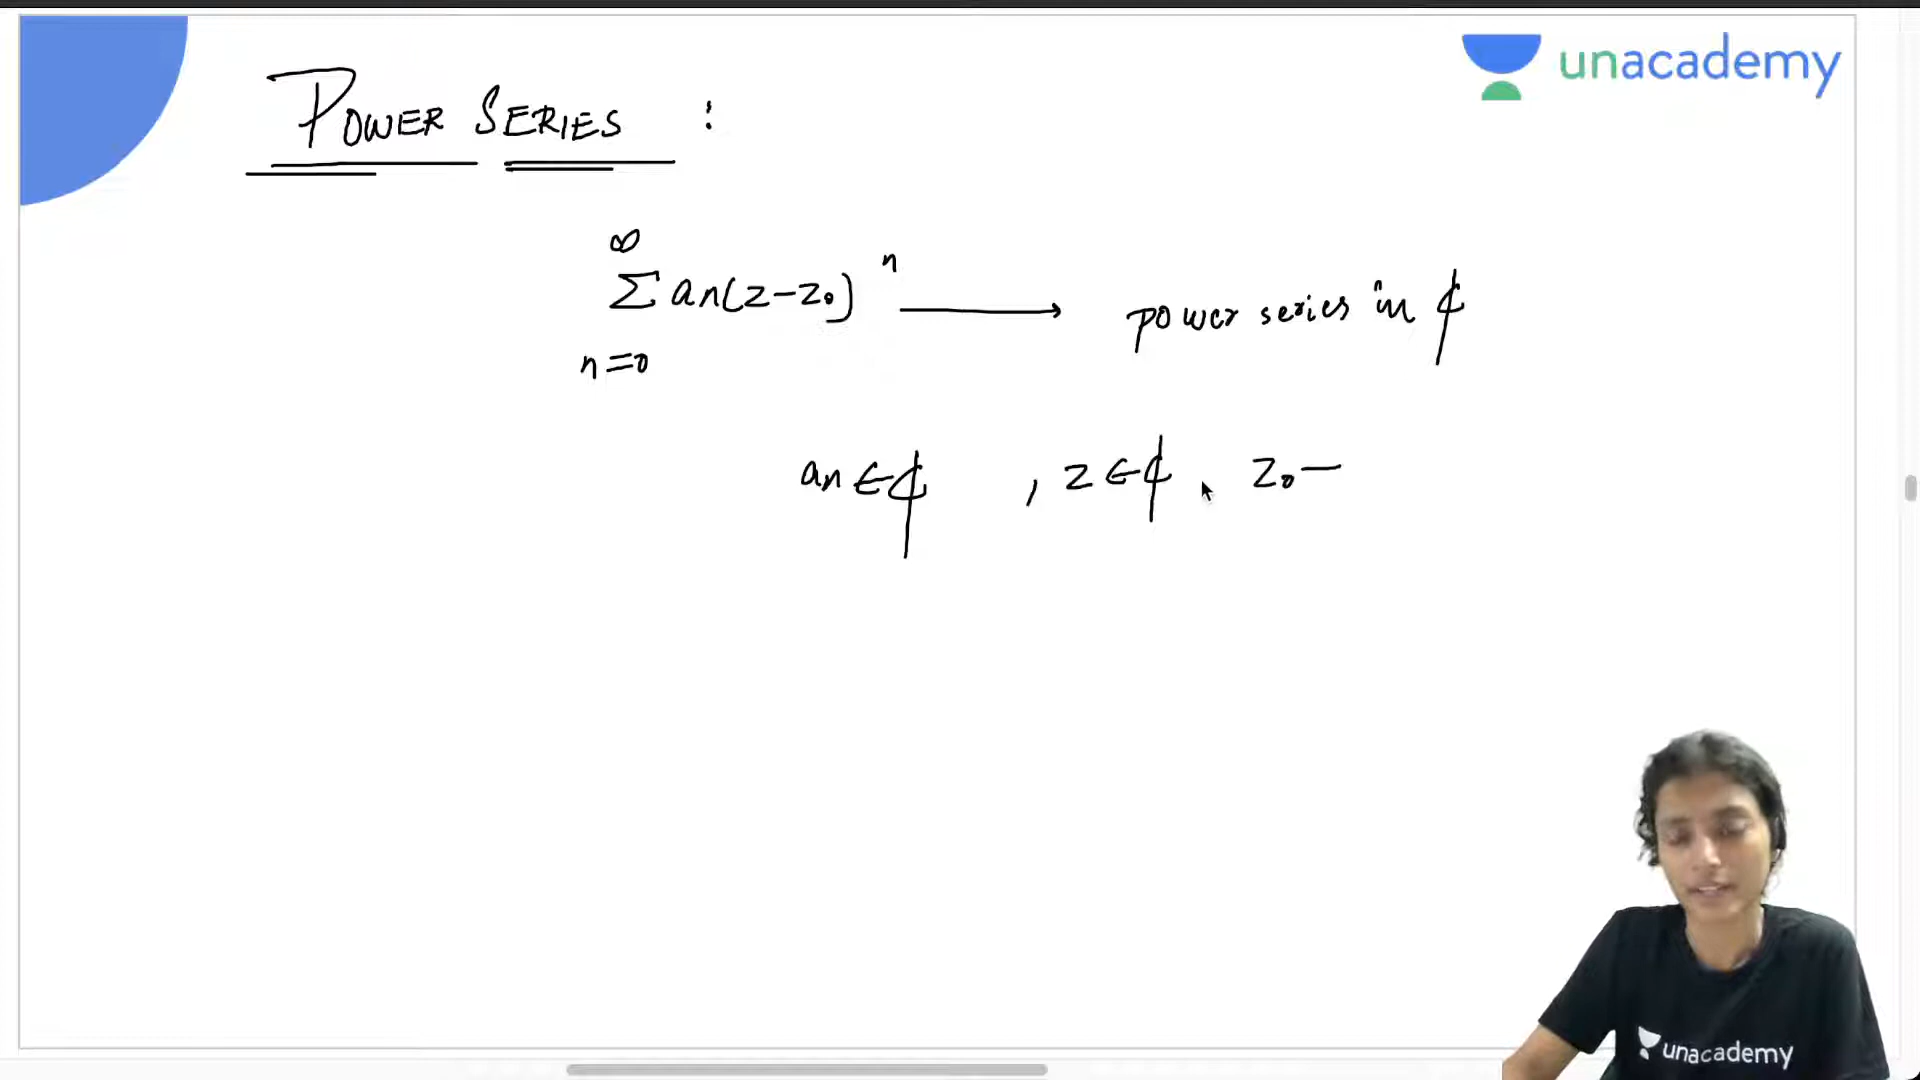 unacademy
POWER SERIES :
∞
Σ an(z-z₀)ⁿ → power series in ₵
n=0
an ∈ ₵ , z ∈ ₵ , z₀ —
unacademy